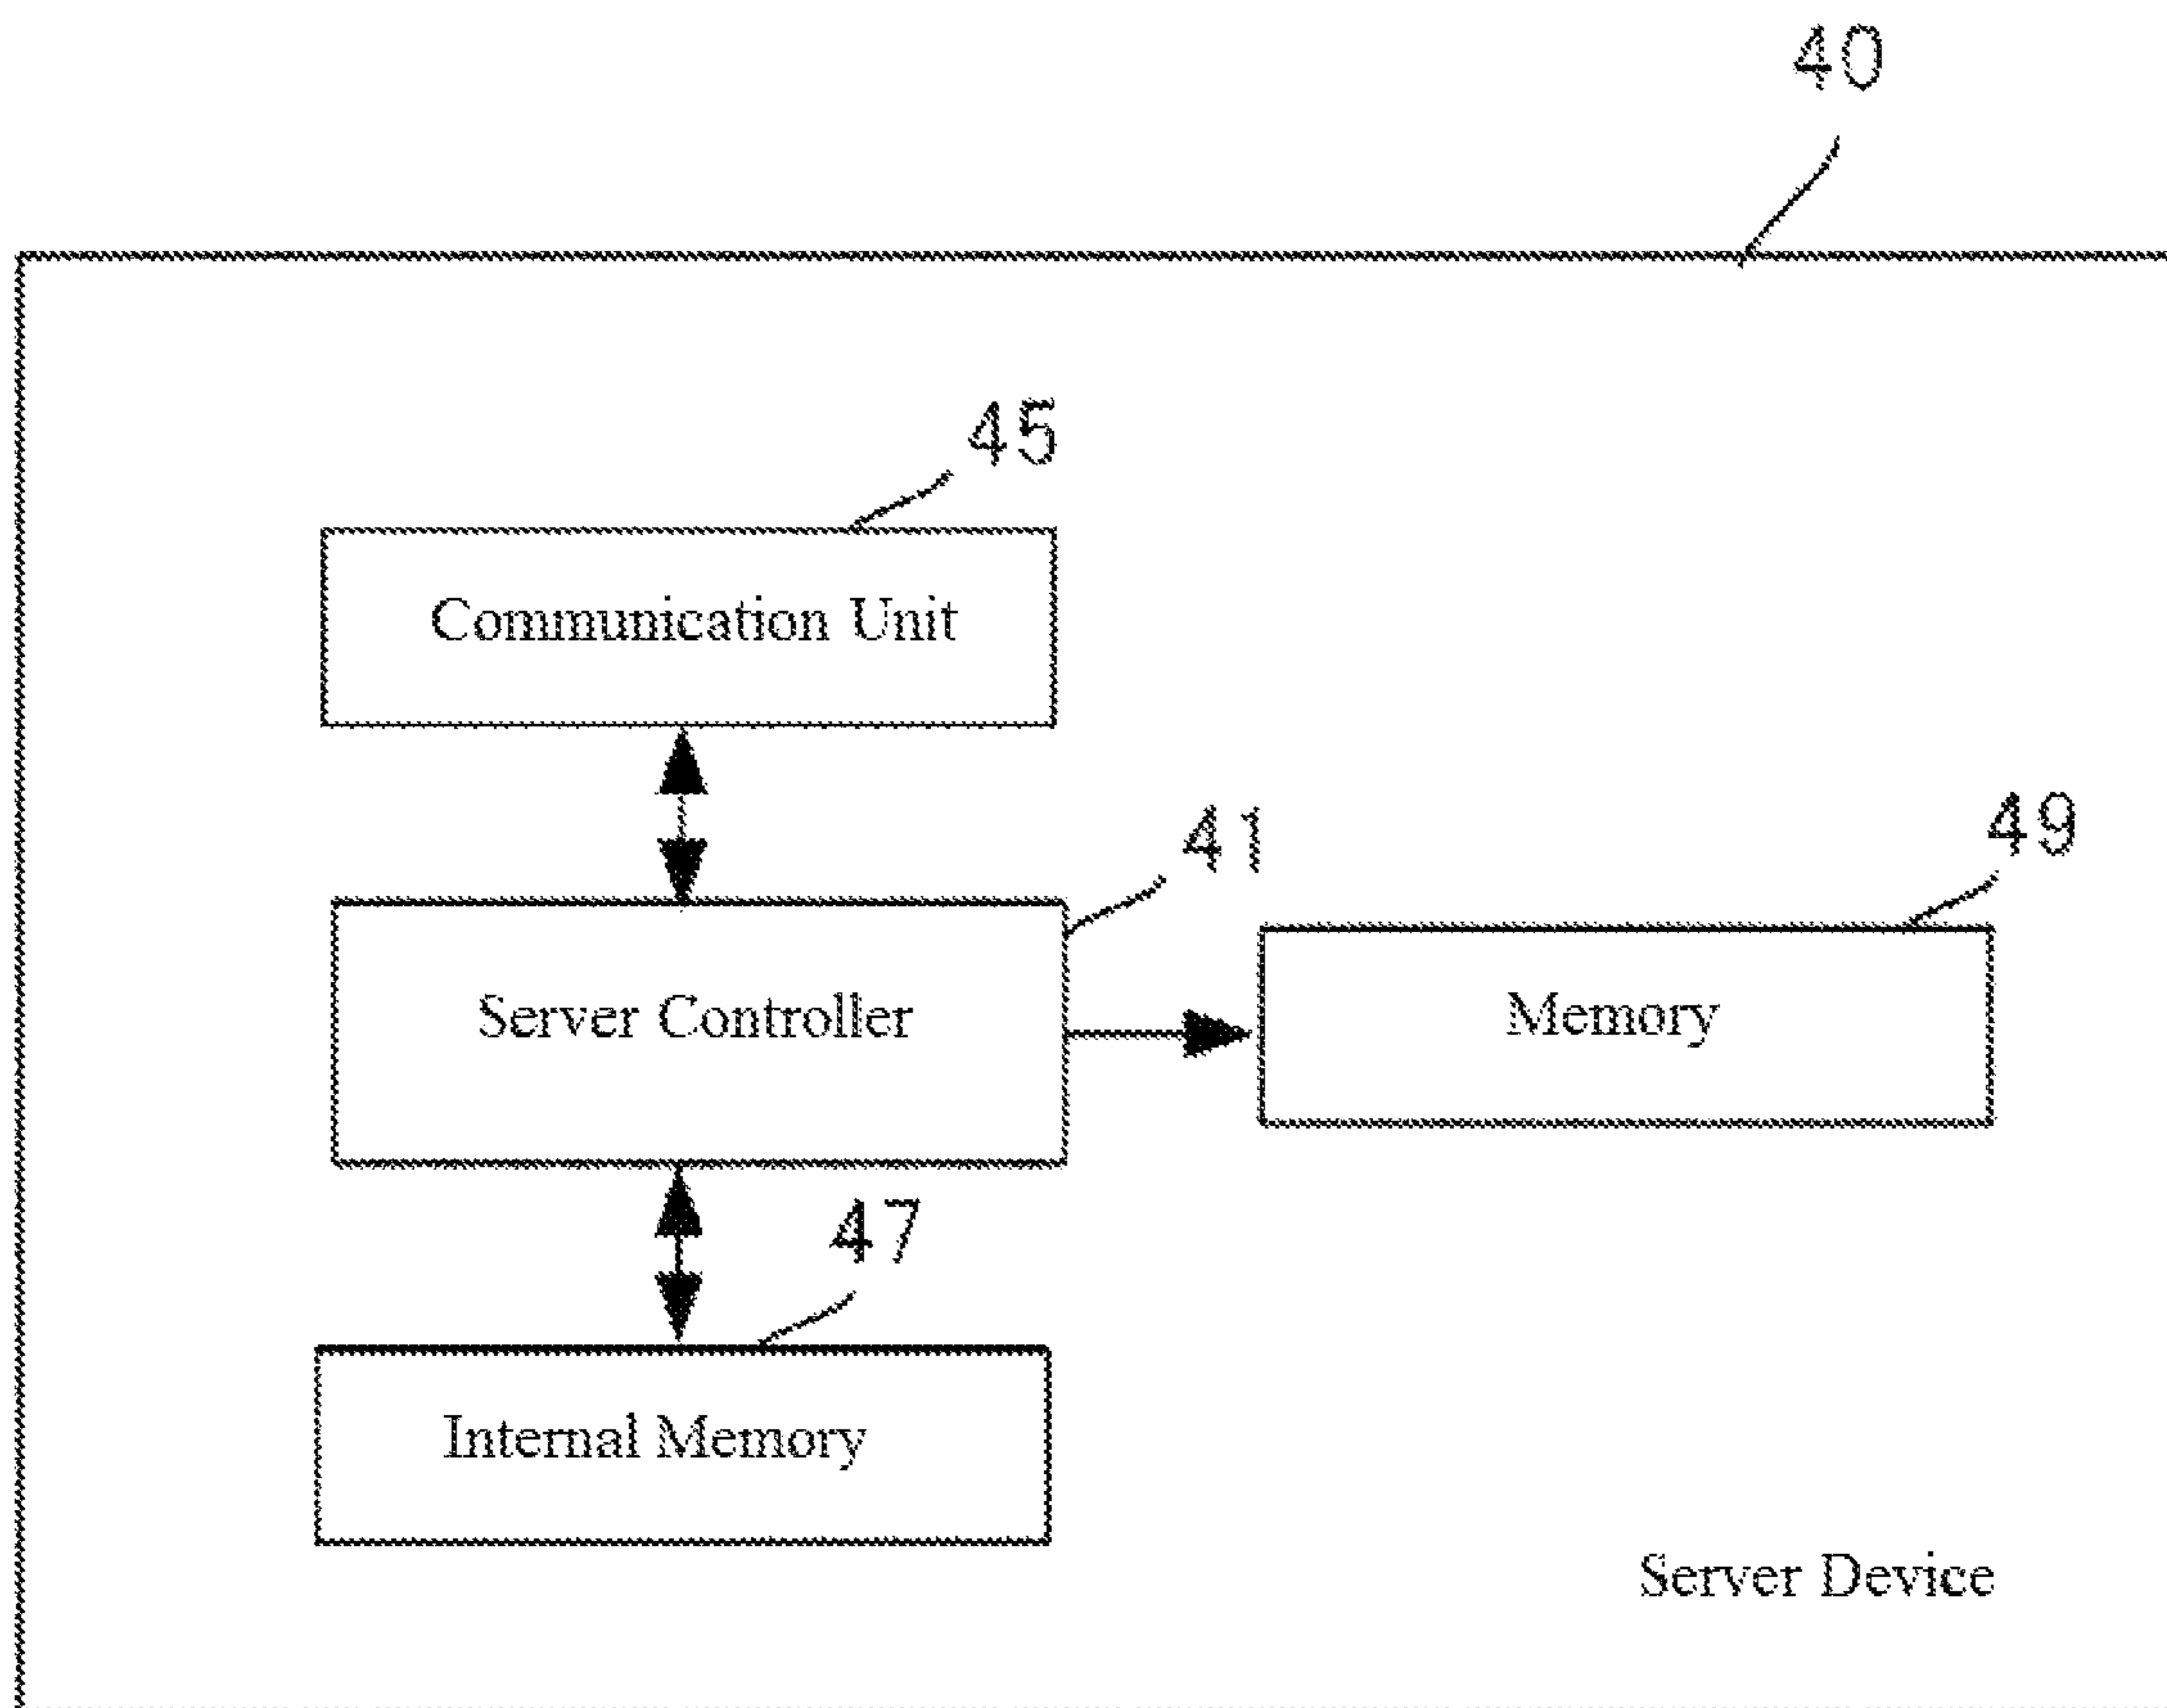 40
45
Communication Unit
41
49
Server Controller
Memory
47
Internal Memory
Server Device